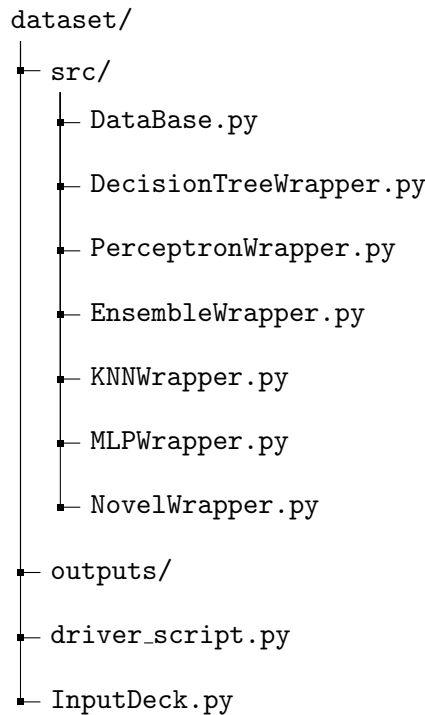 dataset/
src/
DataBase.py
DecisionTreeWrapper.py
PerceptronWrapper.py
EnsembleWrapper.py
KNNWrapper.py
MLPWrapper.py
NovelWrapper.py
outputs/
driver_script.py
InputDeck.py